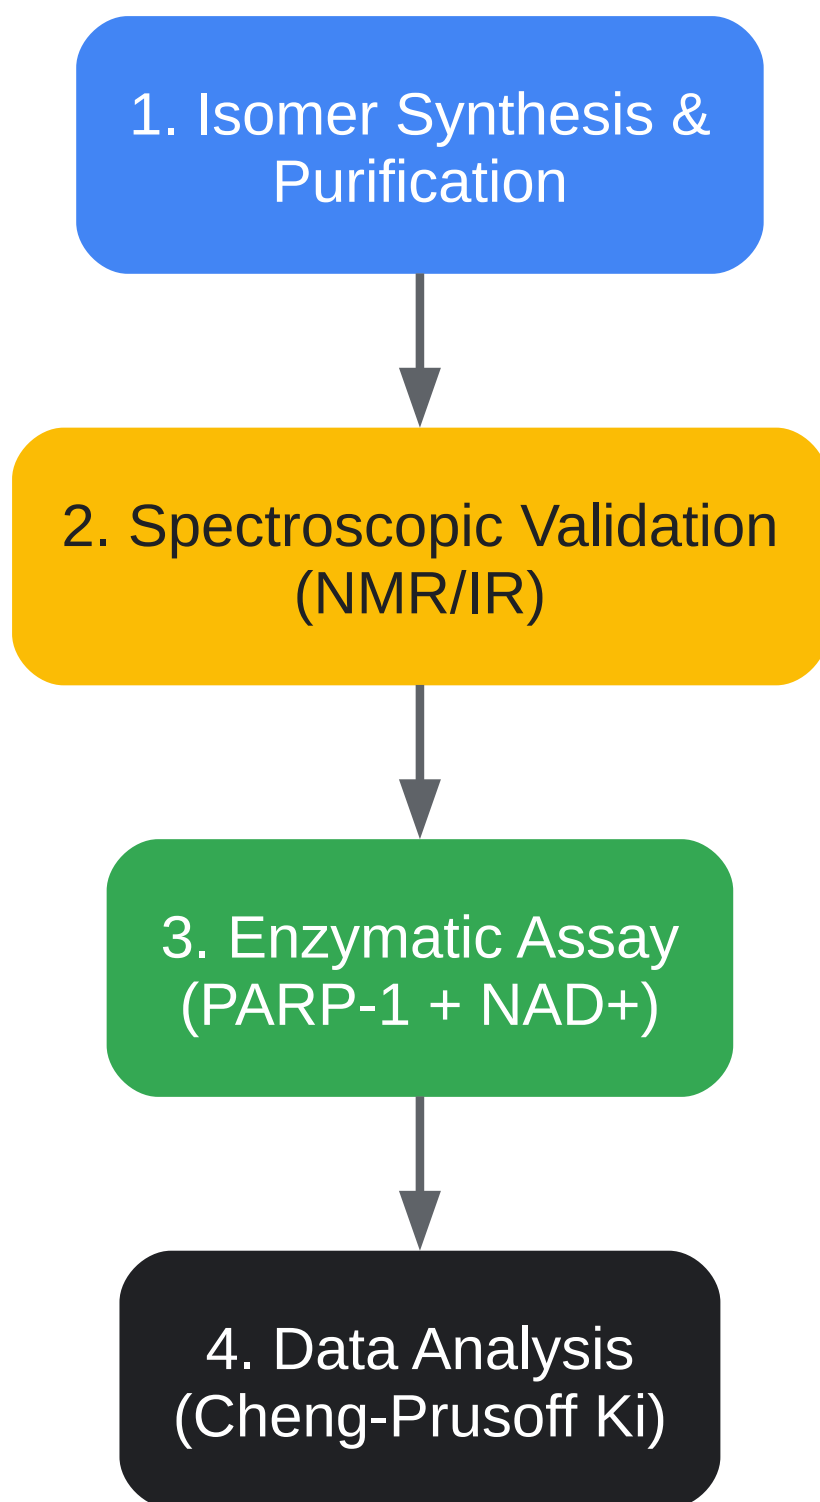 1. Isomer Synthesis &
Purification
2. Spectroscopic Validation
(NMR/IR)
3. Enzymatic Assay
(PARP-1 + NAD+)
4. Data Analysis
(Cheng-Prusoff Ki)